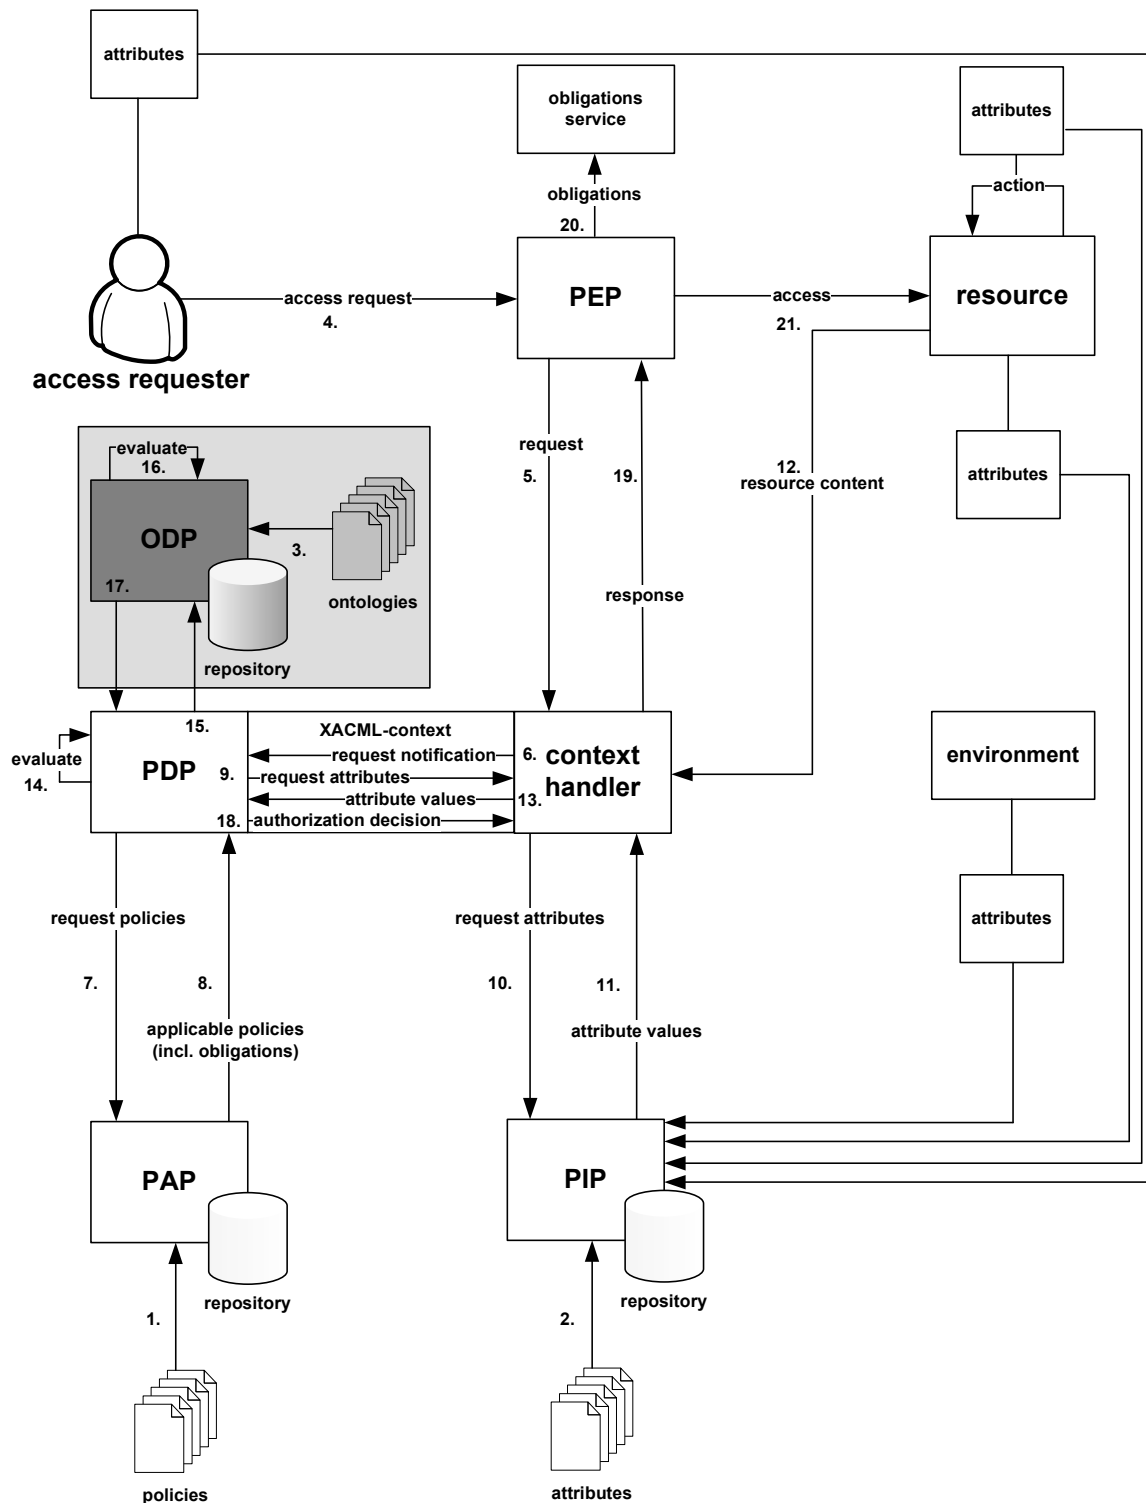 attributes
obligations
service
attributes
obligations
20.
action
PEP
resource
access request
4.
access
21.
access requester
evaluate
16.
request
5.
19.
12.
resource content
attributes
ODP
3.
17.
ontologies
response
repository
15.
XACML-context
request notification
6.
evaluate
14.
PDP
9.
request attributes
context
handler
environment
attribute values
13.
18.
authorization decision
request policies
request attributes
attributes
7.
8.
10.
11.
applicable policies
(incl. obligations)
attribute values
PAP
PIP
repository
repository
1.
2.
policies
attributes